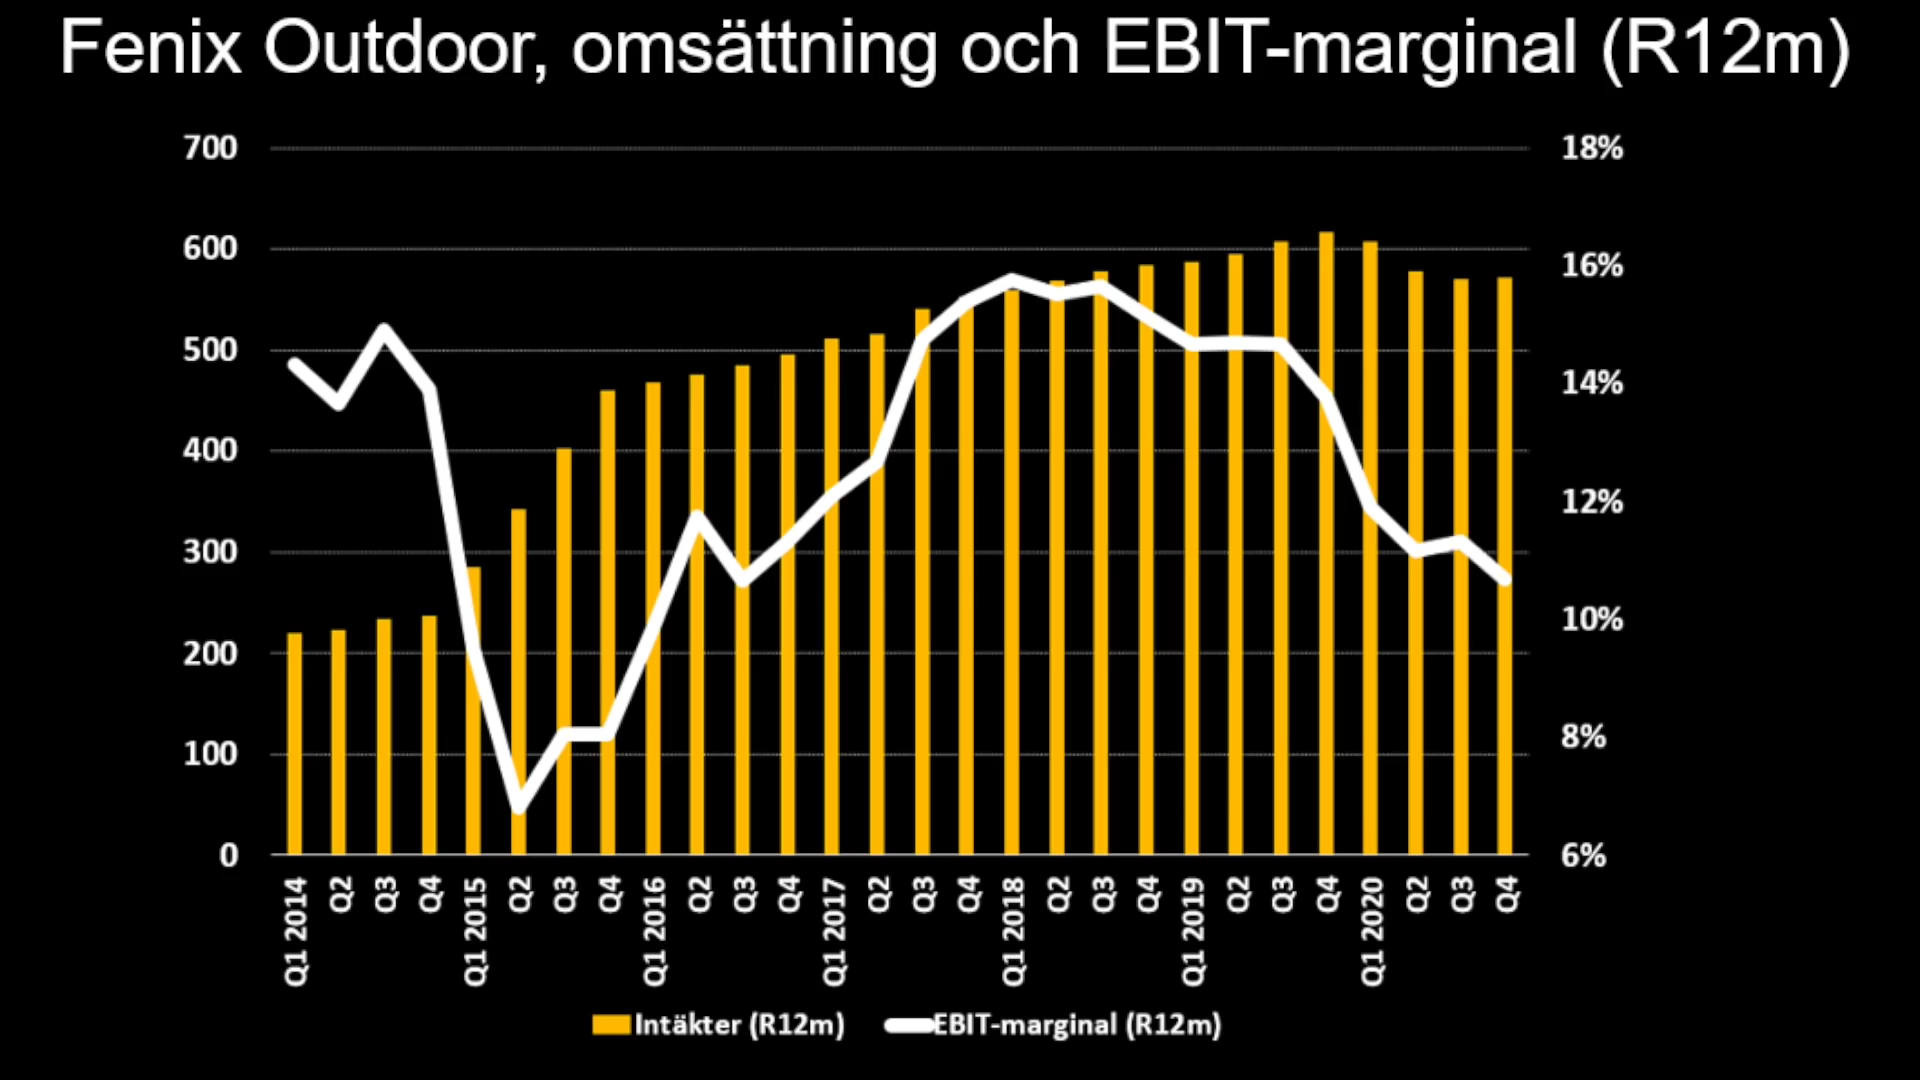 Fenix Outdoor, omsättning och EBIT-marginal (R12m)
700
600
500
400
300
200
100
0
18%
16%
14%
12%
10%
8%
6%
Q1 2014
Q2
Q3
Q4
Q1 2015
Q2
Q3
Q4
Q1 2016
Q2
Q3
Q4
Q1 2017
Q2
Q3
Q4
Q1 2018
Q2
Q3
Q4
Q1 2019
Q2
Q3
Q4
Q1 2020
Q2
Q3
Q4
Intäkter (R12m)
EBIT-marginal (R12m)